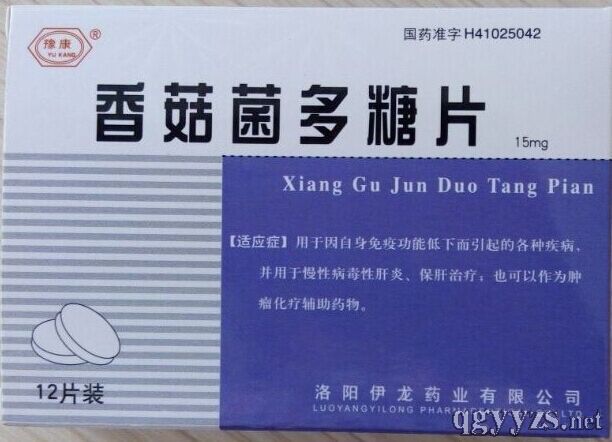 豫康
YU KANG
®
国药准字H41025042
香菇菌多糖片
15mg
Xiang Gu Jun Duo Tang Pian
【适应症】用于因自身免疫功能低下而引起的各种疾病，
并用于慢性病毒性肝炎、保肝治疗；也可以作为肿
瘤化疗辅助药物。
12片装
洛阳伊龙药业有限公司
LUOYANGYILONG PHARMACEUTICAL CO.,LTD
qgyyzs.net